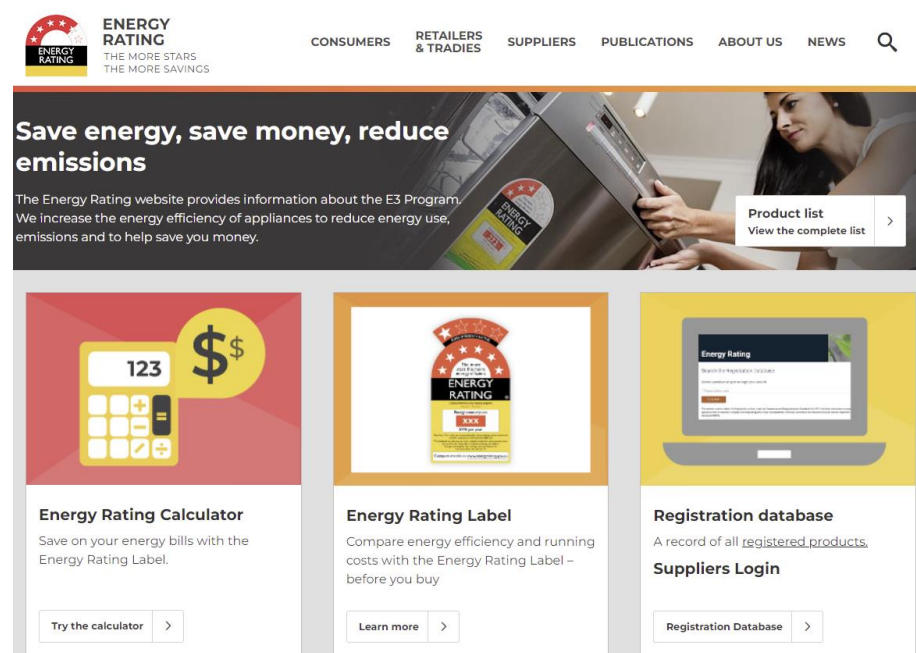 ENERGY
RATING
THE MORE STARS
THE MORE SAVINGS
ENERGY
RATING
CONSUMERS
RETAILERS
& TRADIES
SUPPLIERS
PUBLICATIONS
ABOUT US
NEWS
Save energy, save money, reduce
emissions
The Energy Rating website provides information about the E3 Program.
We increase the energy efficiency of appliances to reduce energy use,
emissions and to help save you money.
ENERGY
RATING
Product list
View the complete list
123
$$
ENERGY
RATING
XXX
Energy Rating
Search the Registration Database
Energy Rating Calculator
Save on your energy bills with the
Energy Rating Label.
Try the calculator
Energy Rating Label
Compare energy efficiency and running
costs with the Energy Rating Label –
before you buy
Learn more
Registration database
A record of all registered products.
Suppliers Login
Registration Database